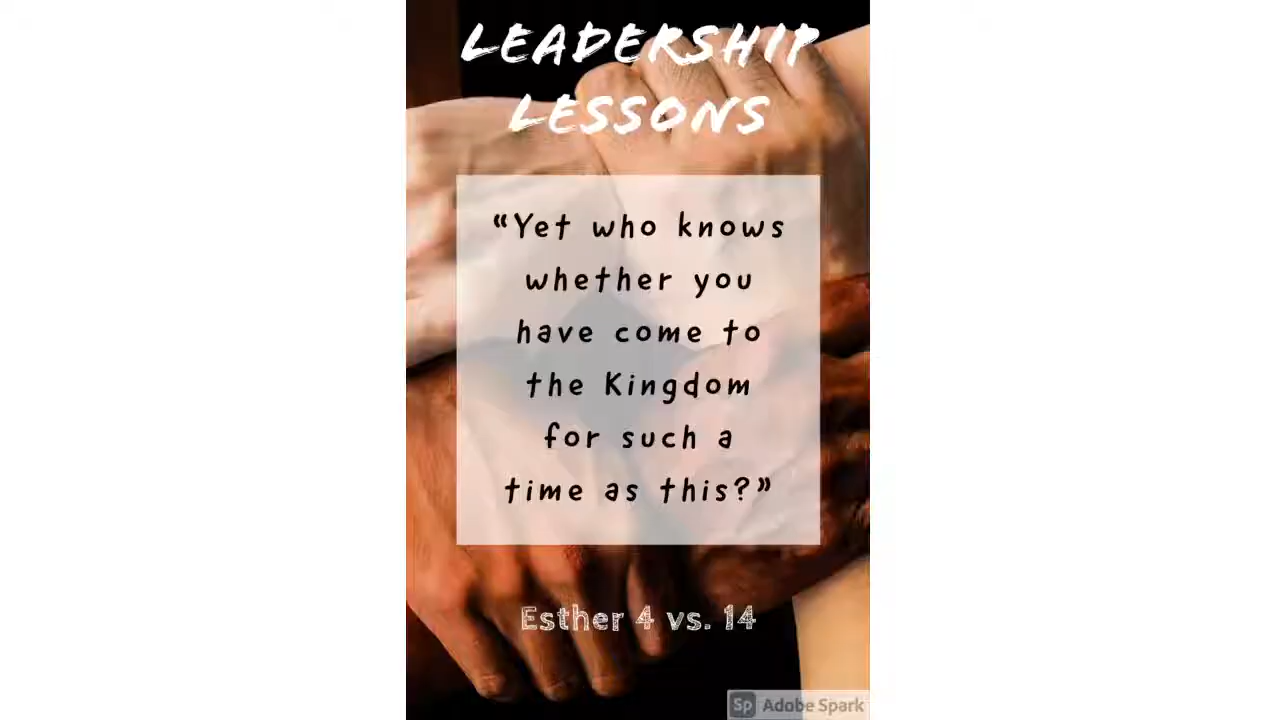 LEADERSHIP
LESSONS
“Yet who knows
whether you
have come to
the Kingdom
for such a
time as this?”
Esther 4 vs. 14
Sp Adobe Spark